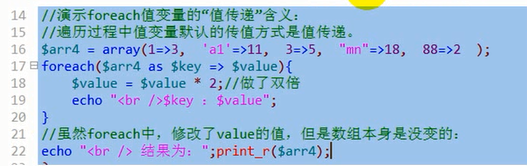 14 //演示foreach值变量的“值传递”含义：
15 //遍历过程中值变量默认的传值方式是值传递。
16 $arr4 = array(1=>3, 'a1'=>11, 3=>5, "mn"=>18, 88=>2 );
17 foreach($arr4 as $key => $value){
18 $value = $value * 2;//做了双倍
19 echo "<br />$key : $value";
20 }
21 //虽然foreach中，修改了value的值，但是数组本身是没变的：
22 echo "<br /> 结果为：";print_r($arr4);